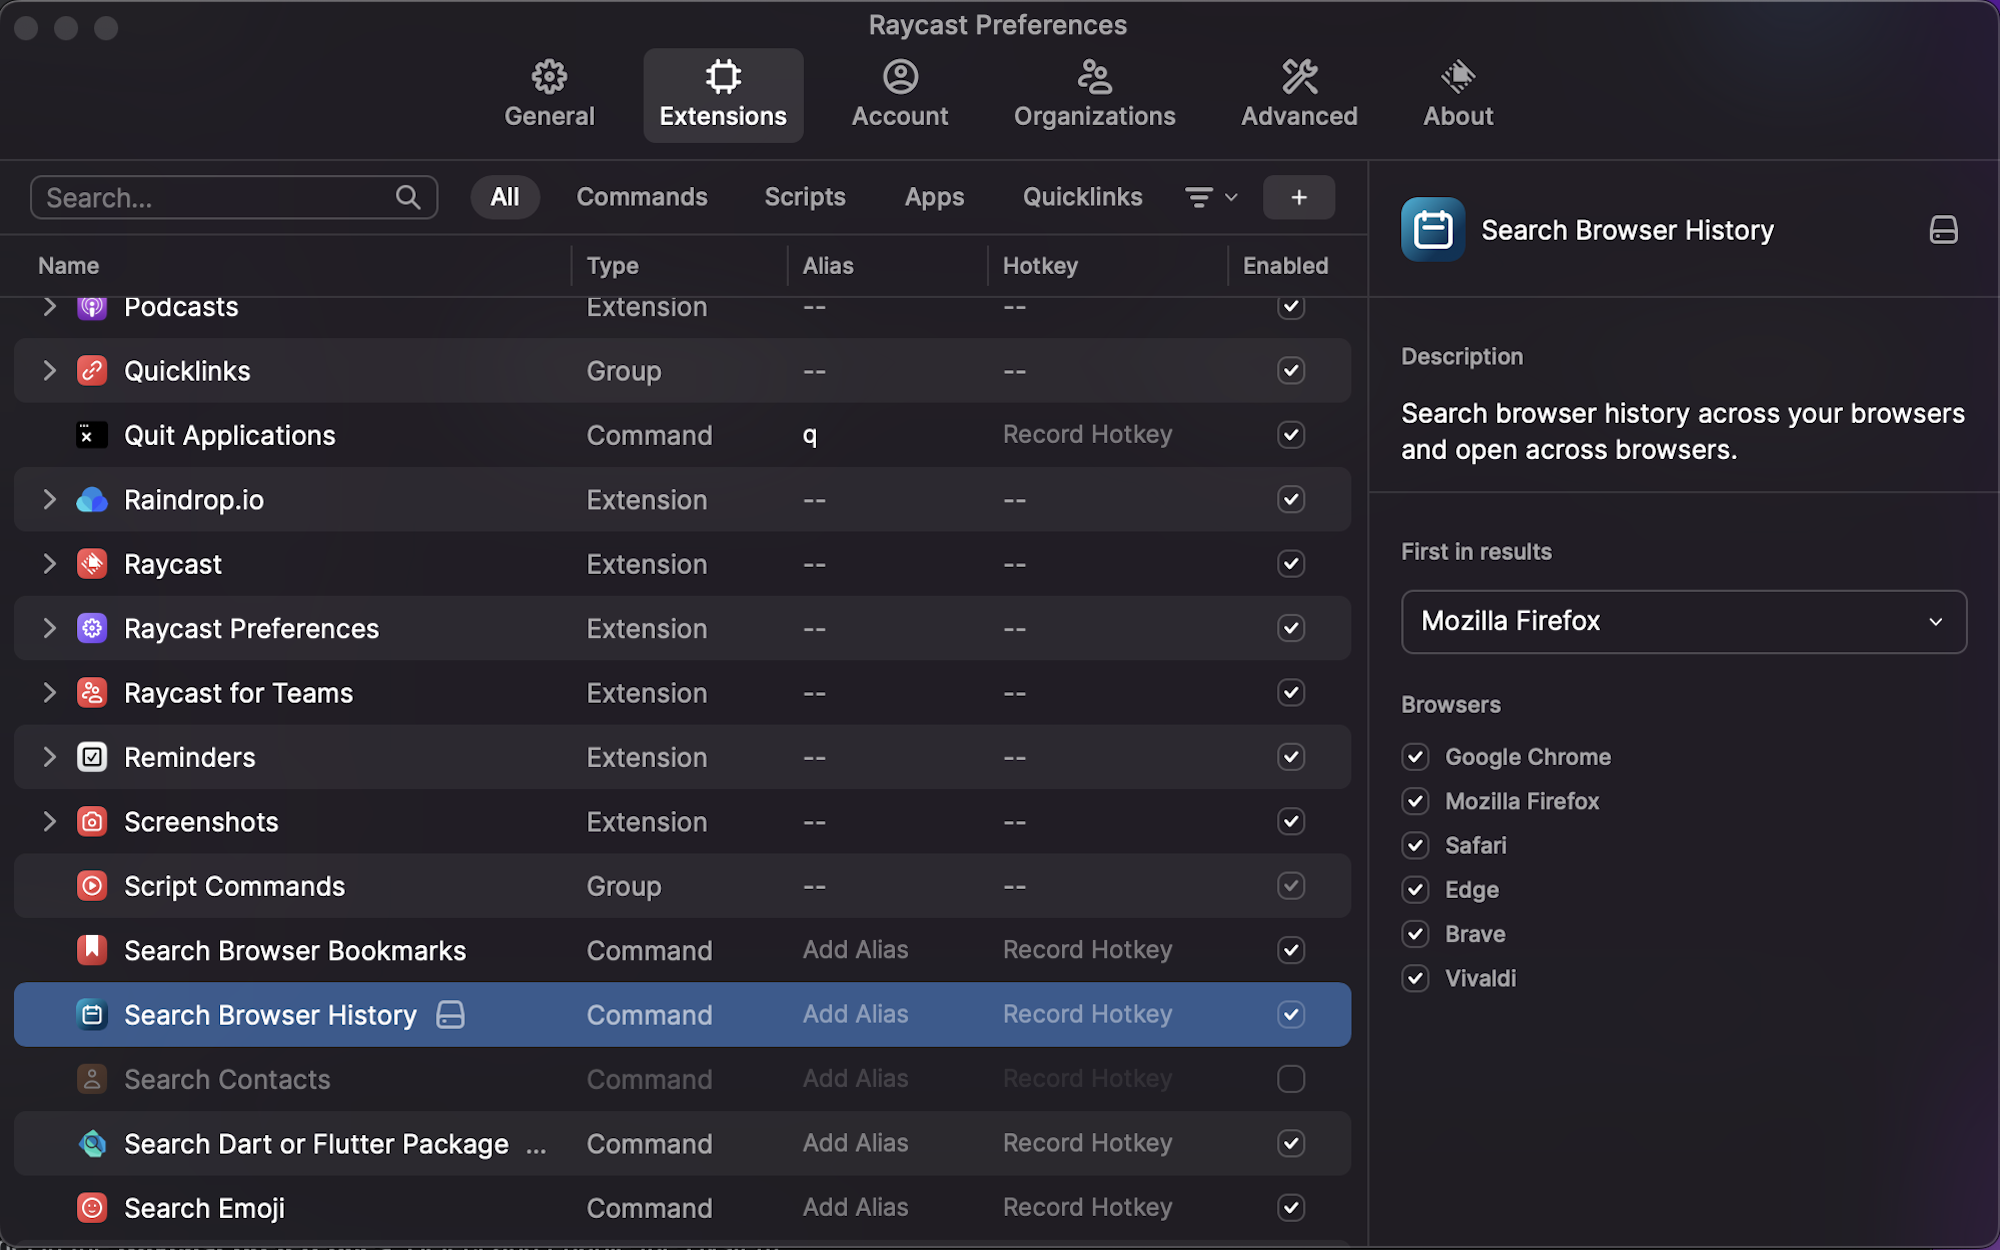 Raycast Preferences
General Extensions Account Organizations Advanced About
Search... All Commands Scripts Apps Quicklinks +
Name Type Alias Hotkey Enabled
Podcasts Extension -- --
Quicklinks Group -- --
Quit Applications Command q Record Hotkey
Raindrop.io Extension -- --
Raycast Extension -- --
Raycast Preferences Extension -- --
Raycast for Teams Extension -- --
Reminders Extension -- --
Screenshots Extension -- --
Script Commands Group -- --
Search Browser Bookmarks Command Add Alias Record Hotkey
Search Browser History Command Add Alias Record Hotkey
Search Contacts Command Add Alias Record Hotkey
Search Dart or Flutter Package ... Command Add Alias Record Hotkey
Search Emoji Command Add Alias Record Hotkey
Search Browser History
Description
Search browser history across your browsers
and open across browsers.
First in results
Mozilla Firefox
Browsers
Google Chrome
Mozilla Firefox
Safari
Edge
Brave
Vivaldi